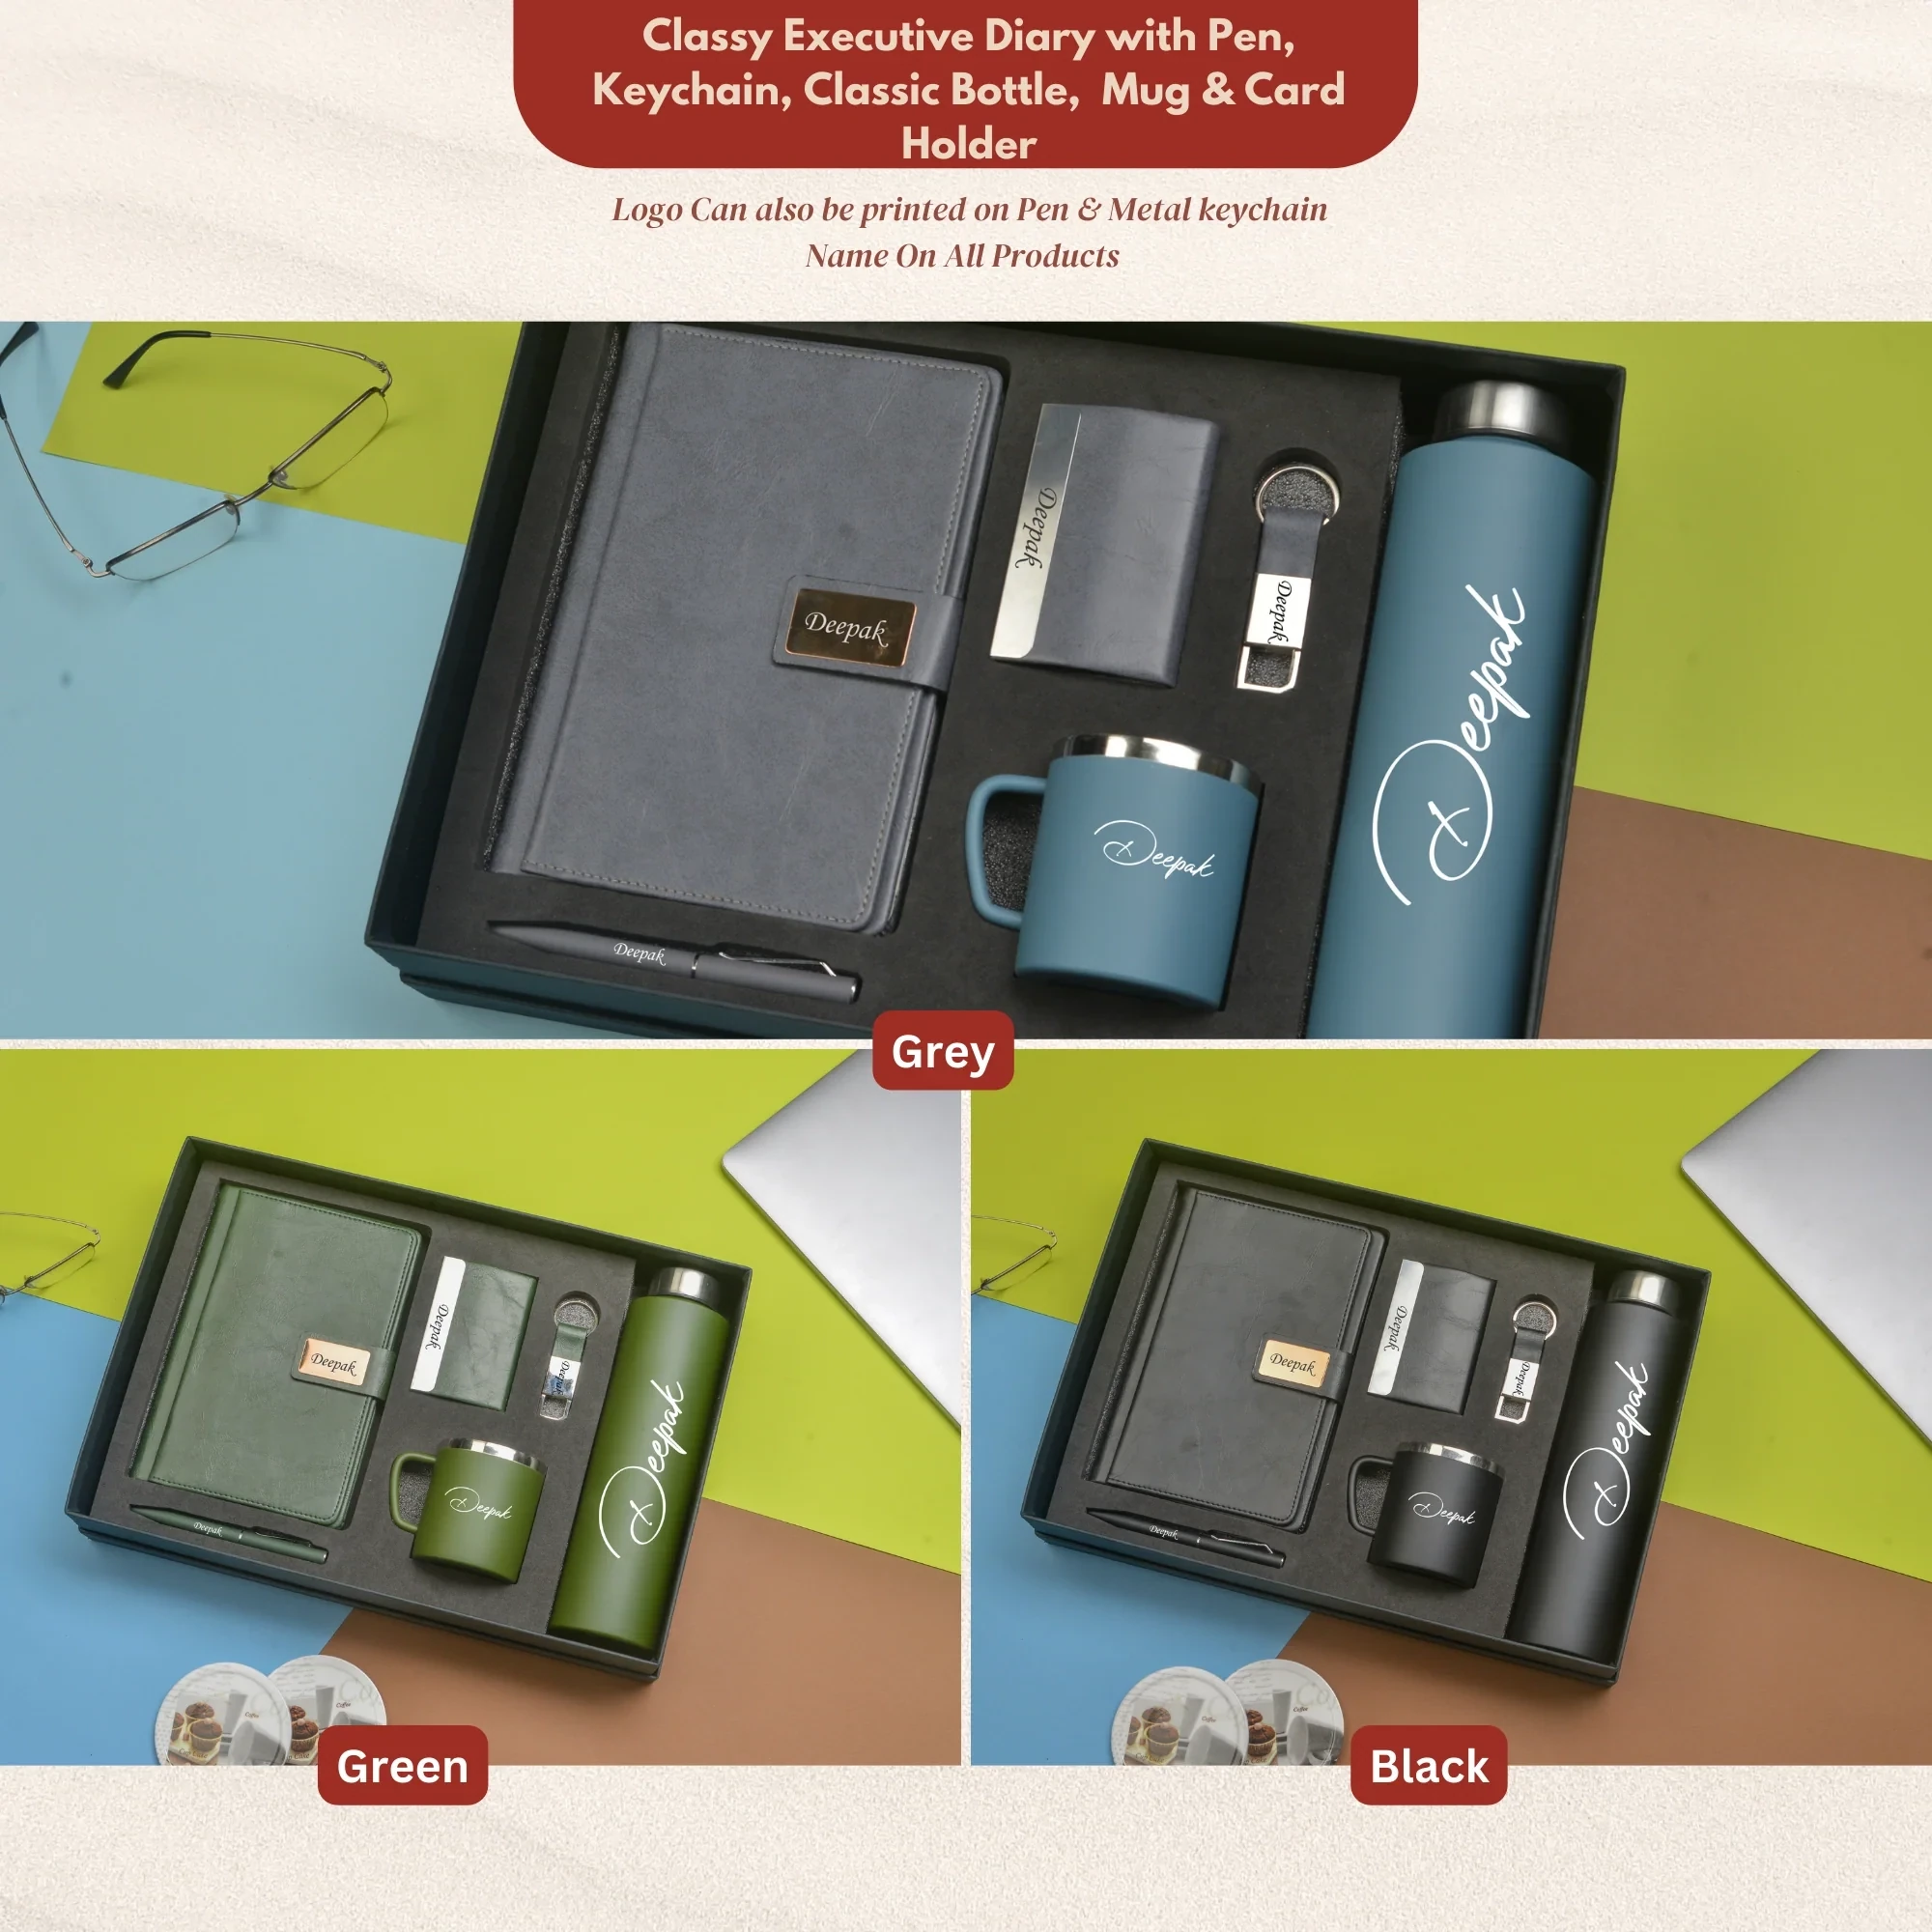 Classy Executive Diary with Pen,
Keychain, Classic Bottle, Mug & Card
Holder
Logo Can also be printed on Pen & Metal keychain
Name On All Products
Deepak
Deepak
Deepak
Deepak
Deepak
Deepak
Grey
Deepak
Deepak
Deepak
Deepak
Deepak
Deepak
Deepak
Deepak
Deepak
Deepak
Deepak
Deepak
Coffee
Coffee
Green
Black